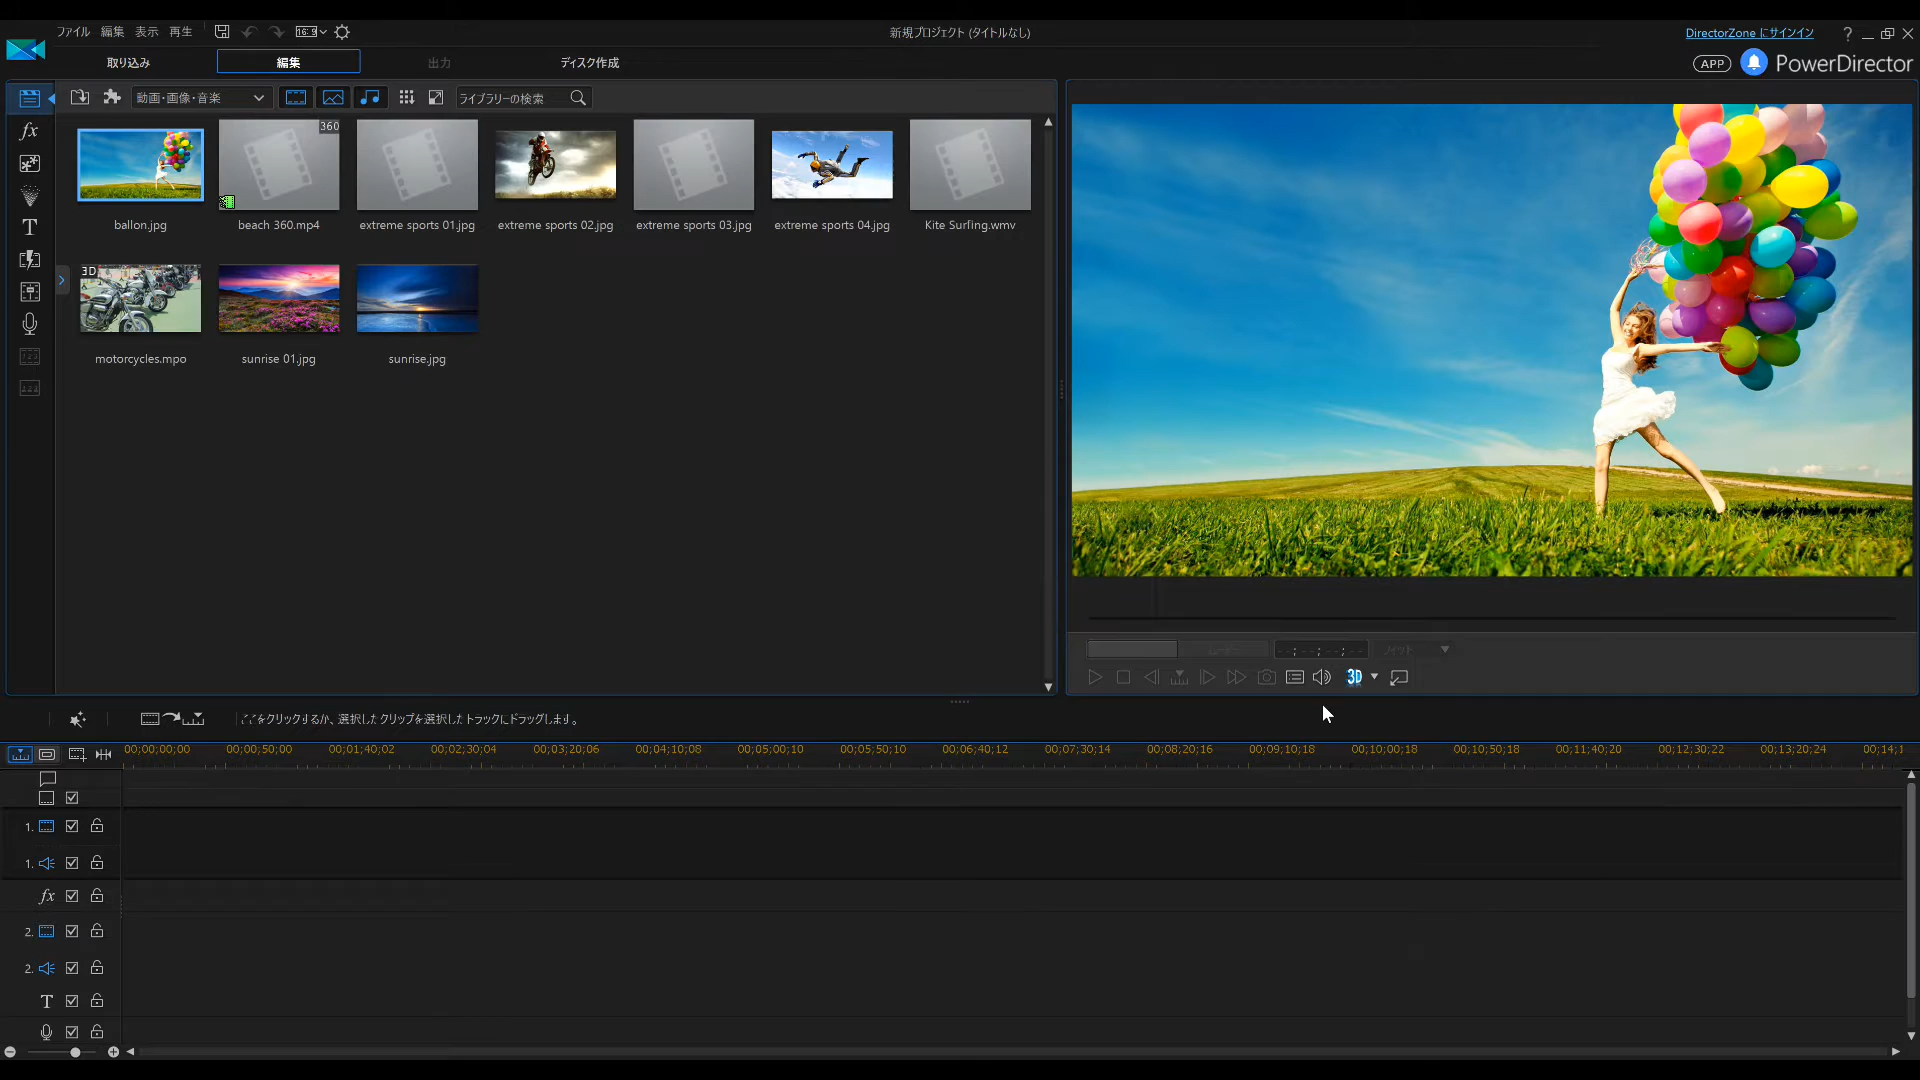 ファイル 編集 表示 再生 16:9 新規プロジェクト (タイトルなし) DirectorZone にサインイン ?
取り込み 編集 出力 ディスク作成 APP PowerDirector
動画・画像・音楽 ライブラリーの検索
360
ballon.jpg beach 360.mp4 extreme sports 01.jpg extreme sports 02.jpg extreme sports 03.jpg extreme sports 04.jpg Kite Surfing.wmv
3D
motorcycles.mpo sunrise 01.jpg sunrise.jpg
fx
T
--;--;--;-- フィット
3D
ここをクリックするか、選択したクリップを選択したトラックにドラッグします。
00;00;00;00 00;00;50;00 00;01;40;02 00;02;30;04 00;03;20;06 00;04;10;08 00;05;00;10 00;05;50;10 00;06;40;12 00;07;30;14 00;08;20;16 00;09;10;18 00;10;00;18 00;10;50;18 00;11;40;20 00;12;30;22 00;13;20;24 00;14;1
1.
1.
fx
2.
2.
T